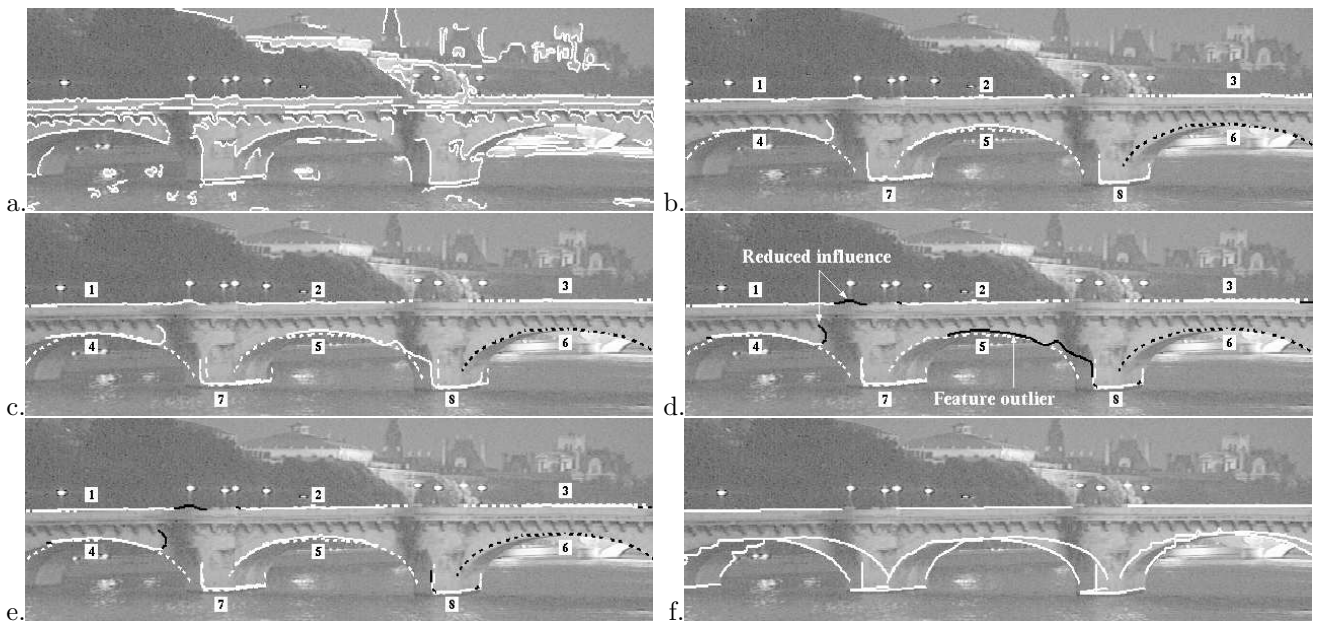 1 2 3
4 5 6
7 8
a. b.
Reduced influence
1 2 3 1 2 3
4 5 6 4 5 6
7 8 7 Feature outlier 8
c. d.
1 2 3
4 5 6
7 8
e. f.